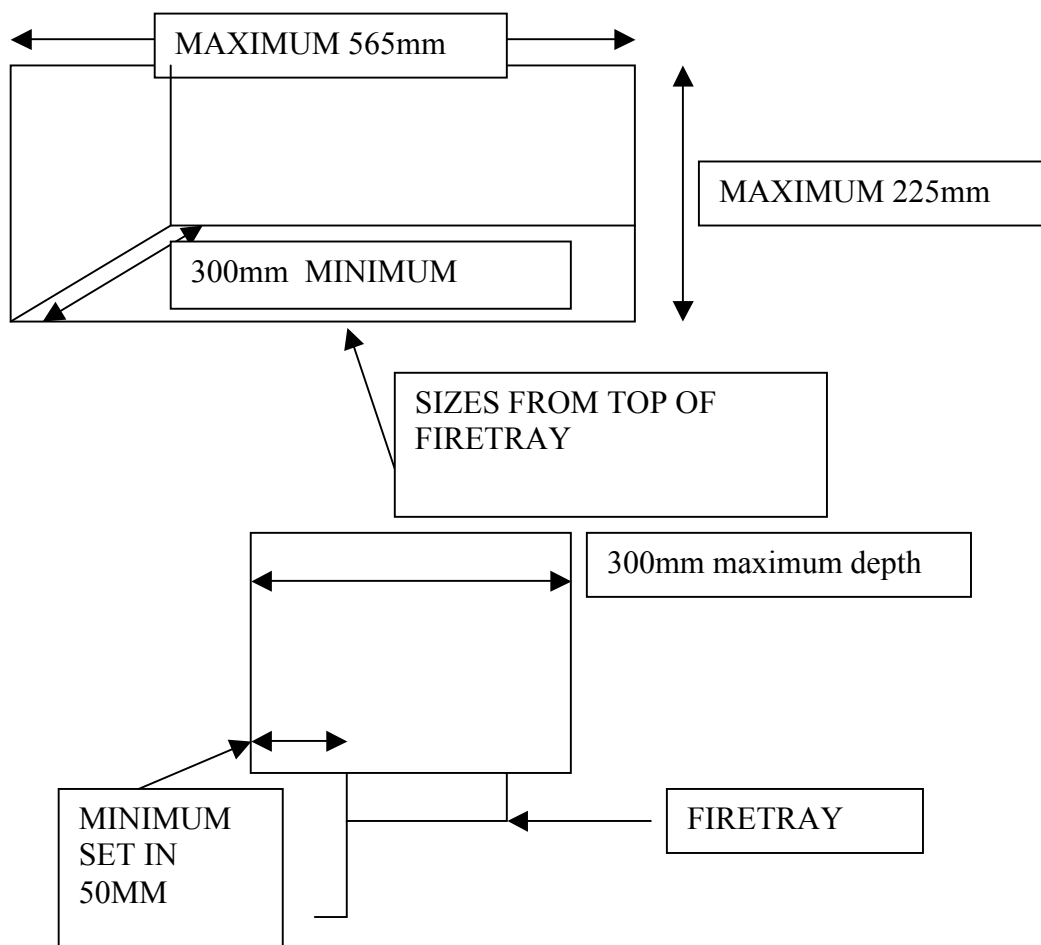 MAXIMUM 565mm
MAXIMUM 225mm
300mm  MINIMUM
SIZES FROM TOP OF
FIRETRAY
300mm maximum depth
MINIMUM
SET IN
50MM
FIRETRAY